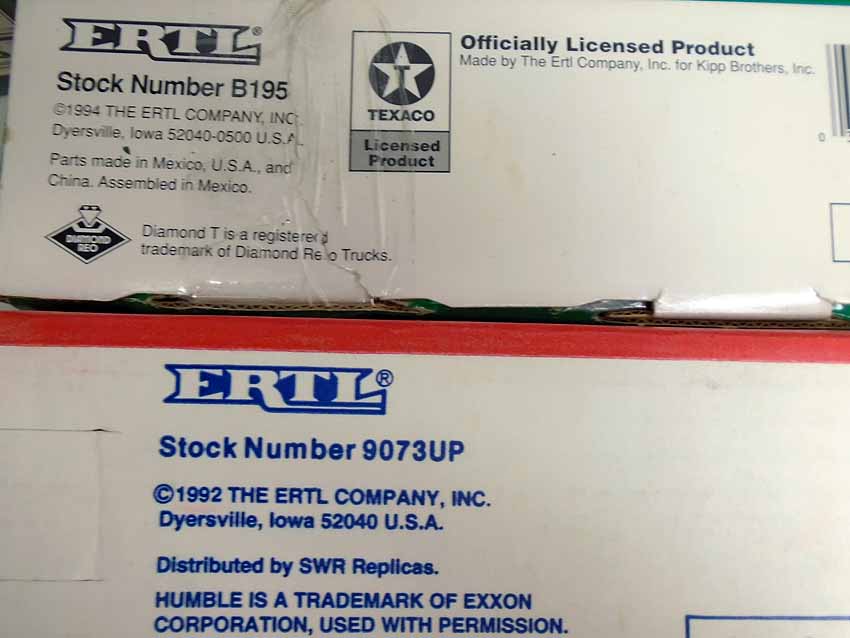 ERTL®
Stock Number B195
©1994 THE ERTL COMPANY, INC.
Dyersville, Iowa 52040-0500 U.S.A.
Parts made in Mexico, U.S.A., and
China. Assembled in Mexico.
DIAMOND
REO
Diamond T is a registered
trademark of Diamond Reo Trucks.
T
TEXACO
Licensed
Product
Officially Licensed Product
Made by The Ertl Company, Inc. for Kipp Brothers, Inc.
0
ERTL®
Stock Number 9073UP
©1992 THE ERTL COMPANY, INC.
Dyersville, Iowa 52040 U.S.A.
Distributed by SWR Replicas.
HUMBLE IS A TRADEMARK OF EXXON
CORPORATION, USED WITH PERMISSION.